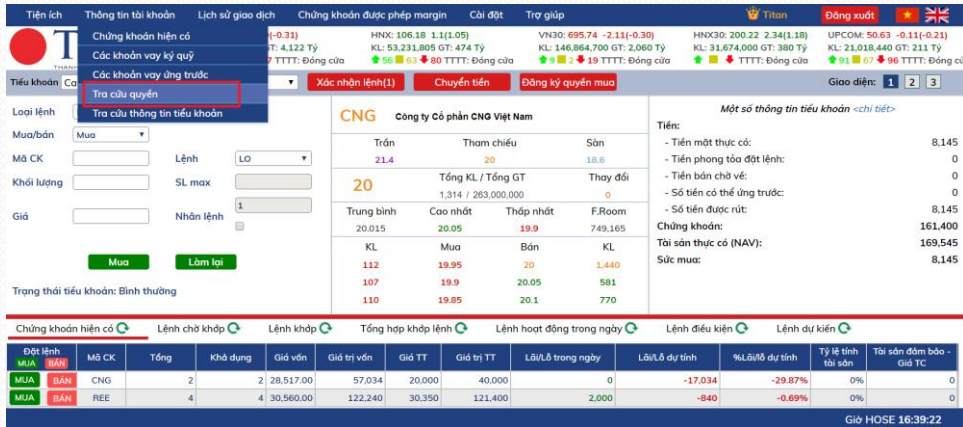 Tiện ích Thông tin tài khoản Lịch sử giao dịch Chứng khoán được phép margin Cài đặt Trợ giúp Titan Đăng xuất
Chứng khoán hiện có
Các khoản vay ký quỹ
Các khoản vay ứng trước
Tra cứu quyền
Tra cứu thông tin tiểu khoản
T
THANH
(-0.31) HNX: 106.18 1.1(1.05) VN30: 695.74 -2.11(-0.30) HNX30: 200.22 2.34(1.18) UPCOM: 50.63 -0.11(-0.21)
GT: 4,122 Tỷ KL: 53,231,805 GT: 474 Tỷ KL: 146,864,700 GT: 2,060 Tỷ KL: 31,674,000 GT: 380 Tỷ KL: 21,018,440 GT: 211 Tỷ
7 TTTT: Đóng cửa 56 63 80 TTTT: Đóng cửa 9 2 19 TTTT: Đóng cửa TTTT: Đóng cửa 91 67 96 TTTT: Đóng
Tiểu khoản Xác nhận lệnh(1) Chuyển tiền Đăng ký quyền mua Giao diện: 1 2 3
Loại lệnh
Mua/bán Mua
Mã CK Lệnh LO
Khối lượng SL max
1
Giá Nhân lệnh
Mua Làm lại
Trạng thái tiểu khoản: Bình thường
CNG Công ty Cổ phần CNG Việt Nam
Trần Tham chiếu Sàn
21.4 20 18.6
20 Tổng KL / Tổng GT Thay đổi
1,314 / 263,000,000 0
Trung bình Cao nhất Thấp nhất F.Room
20.015 20.05 19.9 749,165
KL Mua Bán KL
112 19.95 20 1,440
107 19.9 20.05 581
110 19.85 20.1 770
Một số thông tin tiểu khoản <chi tiết>
Tiền:
- Tiền mặt thực có: 8,145
- Tiền phong tỏa đặt lệnh: 0
- Tiền bán chờ về: 0
- Số tiền có thể ứng trước: 0
- Số tiền được rút: 8,145
Chứng khoán: 161,400
Tài sản thực có (NAV): 169,545
Sức mua: 8,145
Chứng khoán hiện có Lệnh chờ khớp Lệnh khớp Tổng hợp khớp lệnh Lệnh hoạt động trong ngày Lệnh điều kiện Lệnh dự kiến
Đặt lệnh MUA BÁN Mã CK Tổng Khả dụng Giá vốn Giá trị vốn Giá TT Giá trị TT Lãi/Lỗ trong ngày Lãi/Lỗ dự tính %Lãi/lỗ dự tính Tỷ lệ tính tài sản Tài sản đảm bảo - Giá TC
MUA BÁN CNG 2 2 28,517.00 57,034 20,000 40,000 0 -17,034 -29.87% 0% 0
MUA BÁN REE 4 4 30,560.00 122,240 30,350 121,400 2,000 -840 -0.69% 0% 0
Giờ HOSE 16:39:22